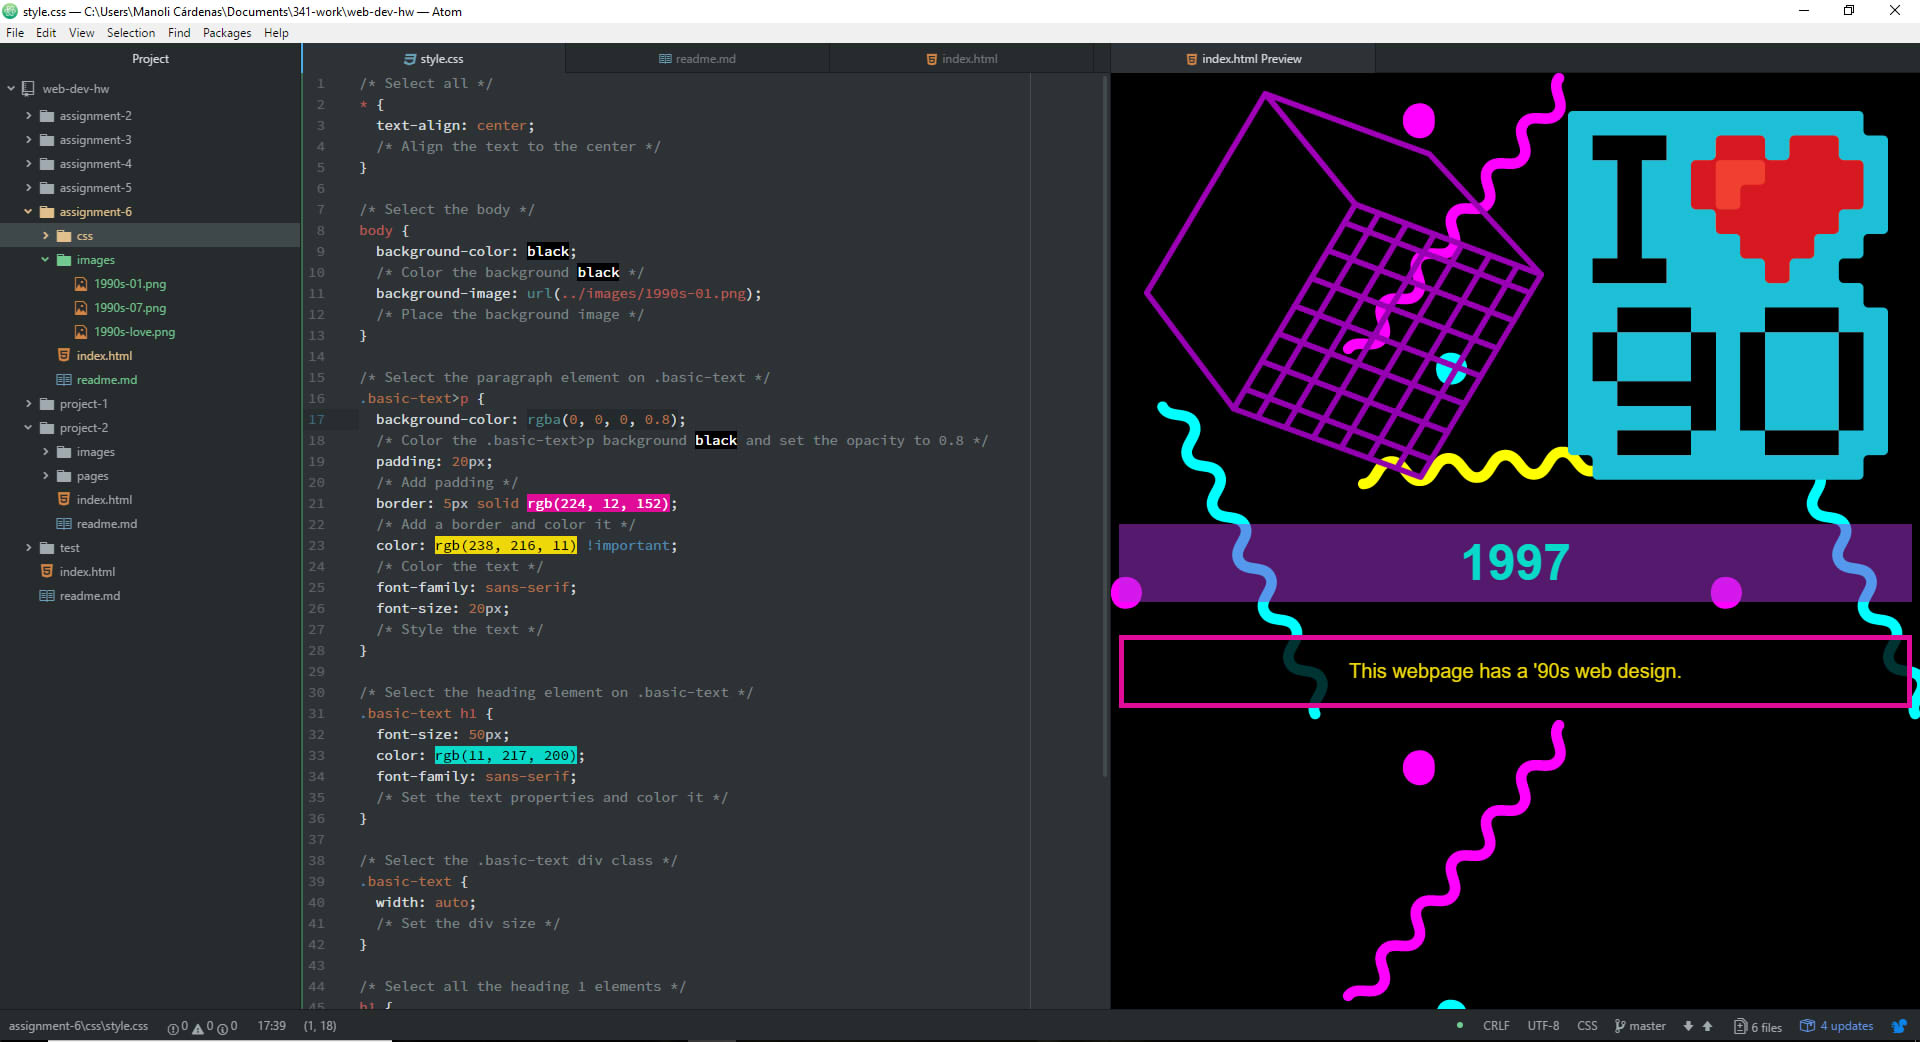 style.css — C:\Users\Manoli Cárdenas\Documents\341-work\web-dev-hw — Atom
File Edit View Selection Find Packages Help
Project
web-dev-hw
assignment-2
assignment-3
assignment-4
assignment-5
assignment-6
css
images
1990s-01.png
1990s-07.png
1990s-love.png
index.html
readme.md
project-1
project-2
images
pages
index.html
readme.md
test
index.html
readme.md
style.css
readme.md
index.html
index.html Preview
1 /* Select all */
2 * {
3 text-align: center;
4 /* Align the text to the center */
5 }
6
7 /* Select the body */
8 body {
9 background-color: black;
10 /* Color the background black */
11 background-image: url(../images/1990s-01.png);
12 /* Place the background image */
13 }
14
15 /* Select the paragraph element on .basic-text */
16 .basic-text>p {
17 background-color: rgba(0, 0, 0, 0.8);
18 /* Color the .basic-text>p background black and set the opacity to 0.8 */
19 padding: 20px;
20 /* Add padding */
21 border: 5px solid rgb(224, 12, 152);
22 /* Add a border and color it */
23 color: rgb(238, 216, 11) !important;
24 /* Color the text */
25 font-family: sans-serif;
26 font-size: 20px;
27 /* Style the text */
28 }
29
30 /* Select the heading element on .basic-text */
31 .basic-text h1 {
32 font-size: 50px;
33 color: rgb(11, 217, 200);
34 font-family: sans-serif;
35 /* Set the text properties and color it */
36 }
37
38 /* Select the .basic-text div class */
39 .basic-text {
40 width: auto;
41 /* Set the div size */
42 }
43
44 /* Select all the heading 1 elements */
45 h1 {
I
90
1997
This webpage has a '90s web design.
assignment-6\css\style.css 0 0 0 17:39 (1, 18)
CRLF UTF-8 CSS master 6 files 4 updates